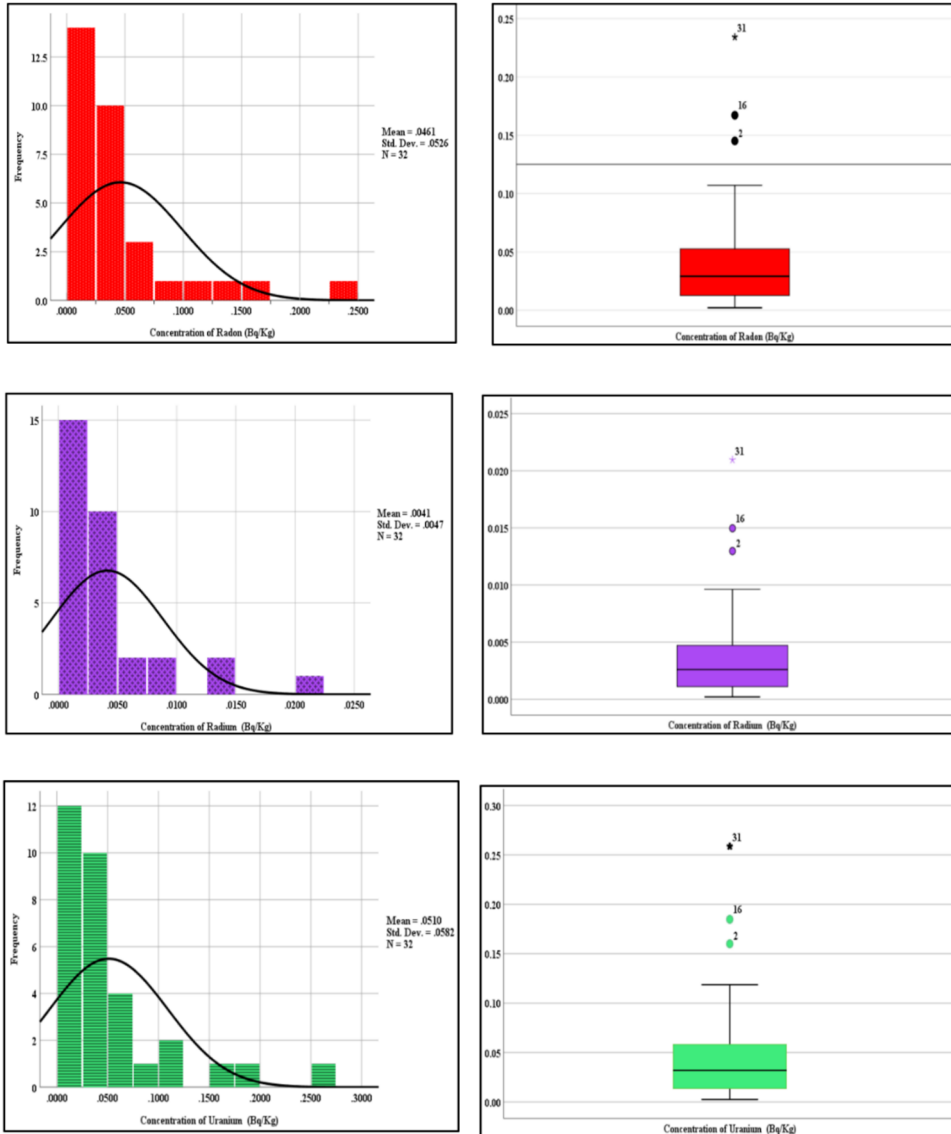 12.5
10.0
7.5
5.0
2.5
0.0
Frequency
.0000 .0500 .1000 .1500 .2000 .2500
Concentration of Radon (Bq/Kg)
Mean = .0461
Std. Dev. = .0526
N = 32
0.25
0.20
0.15
0.10
0.05
0.00
31
16
2
Concentration of Radon (Bq/Kg)
15
10
5
0
Frequency
.0000 .0050 .0100 .0150 .0200 .0250
Concentration of Radium (Bq/Kg)
Mean = .0041
Std. Dev. = .0047
N = 32
0.025
0.020
0.015
0.010
0.005
0.000
31
16
2
Concentration of Radium (Bq/Kg)
12
10
8
6
4
2
0
Frequency
.0000 .0500 .1000 .1500 .2000 .2500 .3000
Concentration of Uranium (Bq/Kg)
Mean = .0510
Std. Dev. = .0582
N = 32
0.30
0.25
0.20
0.15
0.10
0.05
0.00
31
16
2
Concentration of Uranium (Bq/Kg)